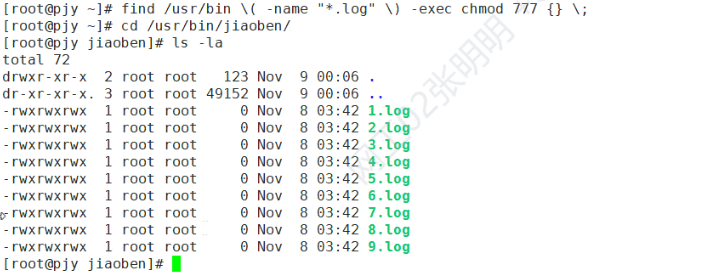 [root@pjy ~]# find /usr/bin \( -name "*.log" \) -exec chmod 777 {} \;
[root@pjy ~]# cd /usr/bin/jiaoben/
[root@pjy jiaoben]# ls -la
total 72
drwxr-xr-x  2 root root   123 Nov  9 00:06 .
dr-xr-xr-x. 3 root root 49152 Nov  9 00:06 ..
-rwxrwxrwx  1 root root     0 Nov  8 03:42 1.log
-rwxrwxrwx  1 root root     0 Nov  8 03:42 2.log
-rwxrwxrwx  1 root root     0 Nov  8 03:42 3.log
-rwxrwxrwx  1 root root     0 Nov  8 03:42 4.log
-rwxrwxrwx  1 root root     0 Nov  8 03:42 5.log
-rwxrwxrwx  1 root root     0 Nov  8 03:42 6.log
-rwxrwxrwx  1 root root     0 Nov  8 03:42 7.log
-rwxrwxrwx  1 root root     0 Nov  8 03:42 8.log
-rwxrwxrwx  1 root root     0 Nov  8 03:42 9.log
[root@pjy jiaoben]#
张明明